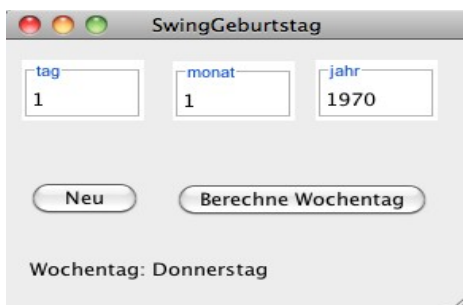 SwingGeburtstag
tag monat jahr
1 1 1970
Neu Berechne Wochentag
Wochentag: Donnerstag